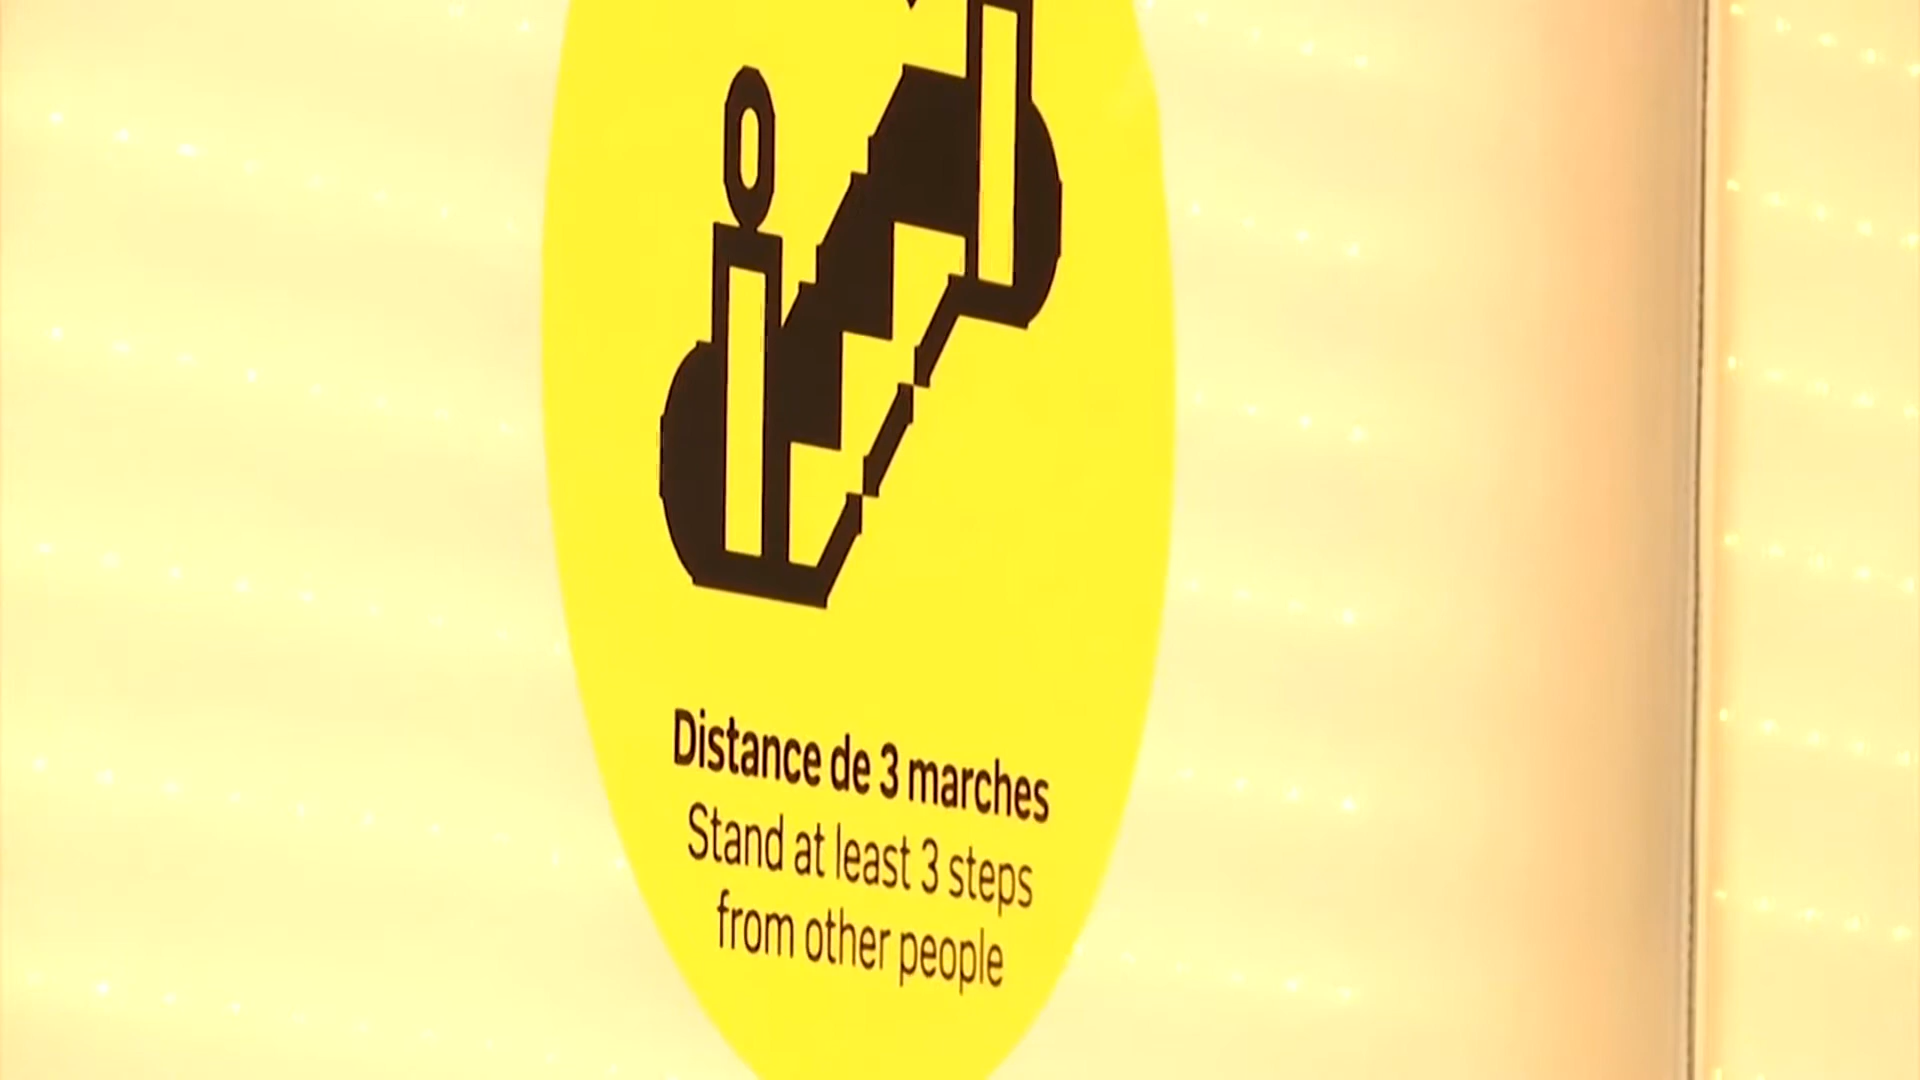 Distance de 3 marches
Stand at least 3 steps
from other people